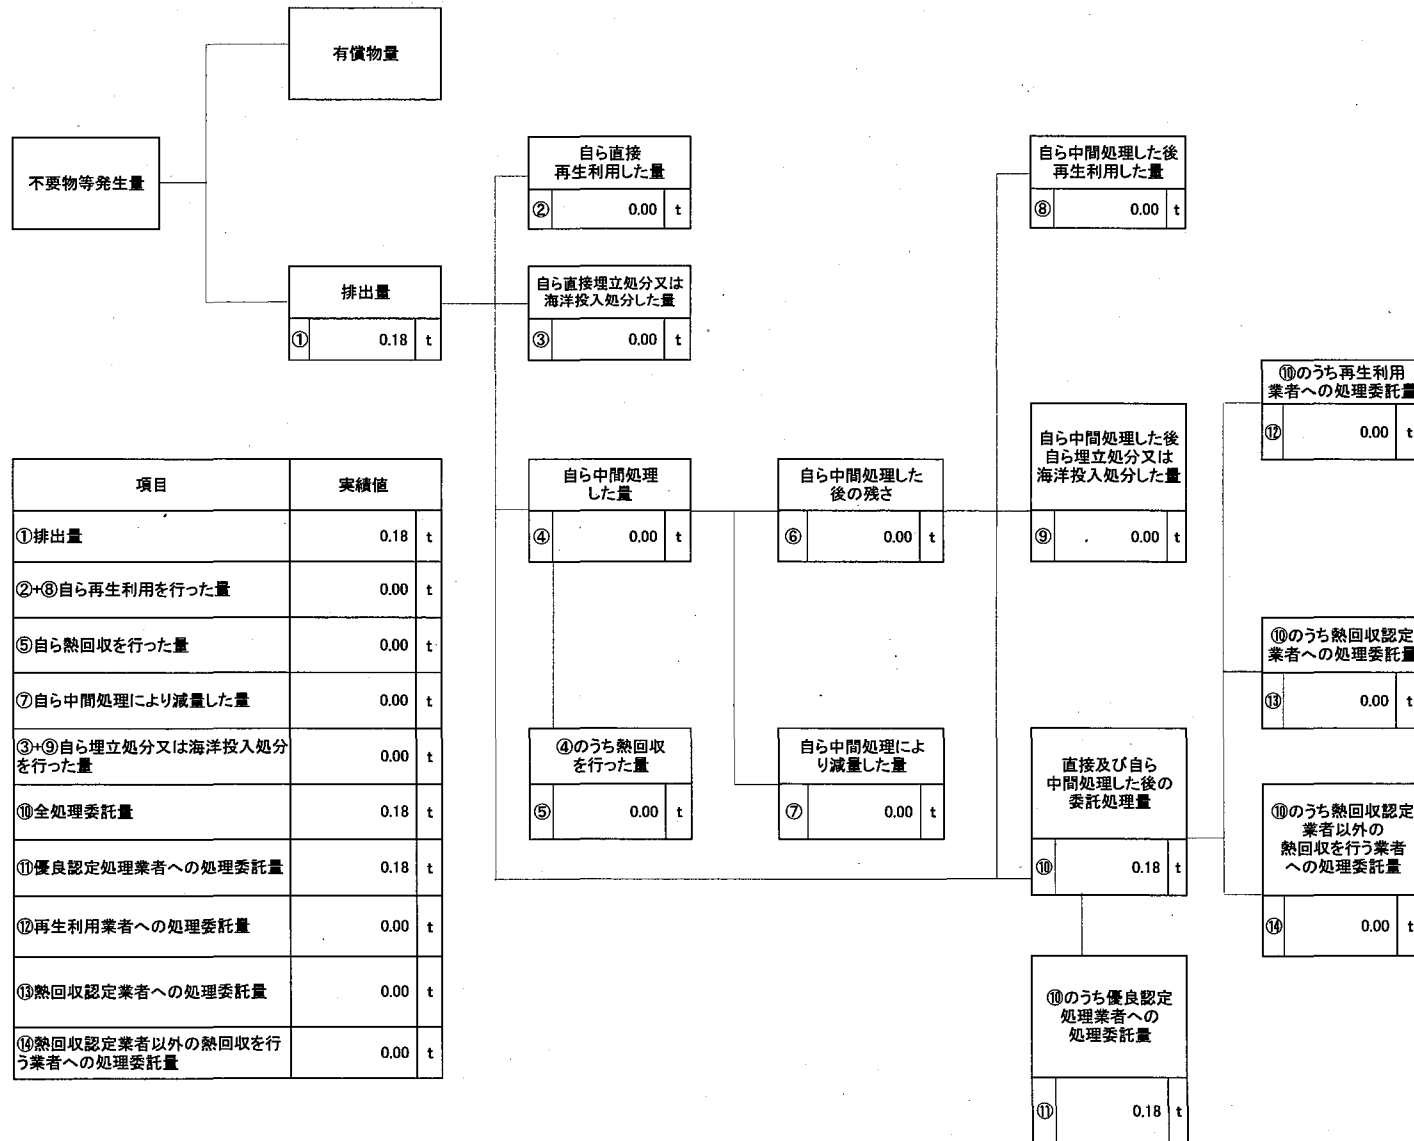 有償物量
不要物等発生量
排出量
① 0.18 t
自ら直接
再生利用した量
② 0.00 t
自ら直接埋立処分又は
海洋投入処分した量
③ 0.00 t
自ら中間処理
した量
④ 0.00 t
④のうち熱回収
を行った量
⑤ 0.00 t
自ら中間処理した
後の残さ
⑥ 0.00 t
自ら中間処理によ
り減量した量
⑦ 0.00 t
自ら中間処理した後
再生利用した量
⑧ 0.00 t
自ら中間処理した後
自ら埋立処分又は
海洋投入処分した量
⑨ 0.00 t
直接及び自ら
中間処理した後の
委託処理量
⑩ 0.18 t
⑩のうち優良認定
処理業者への
処理委託量
⑪ 0.18 t
⑩のうち再生利用
業者への処理委託量
⑫ 0.00 t
⑩のうち熱回収認定
業者への処理委託量
⑬ 0.00 t
⑩のうち熱回収認定
業者以外の
熱回収を行う業者
への処理委託量
⑭ 0.00 t
項目 実績値
①排出量 0.18 t
②+⑧自ら再生利用を行った量 0.00 t
⑤自ら熱回収を行った量 0.00 t
⑦自ら中間処理により減量した量 0.00 t
③+⑨自ら埋立処分又は海洋投入処分
を行った量 0.00 t
⑩全処理委託量 0.18 t
⑪優良認定処理業者への処理委託量 0.18 t
⑫再生利用業者への処理委託量 0.00 t
⑬熱回収認定業者への処理委託量 0.00 t
⑭熱回収認定業者以外の熱回収を行
う業者への処理委託量 0.00 t